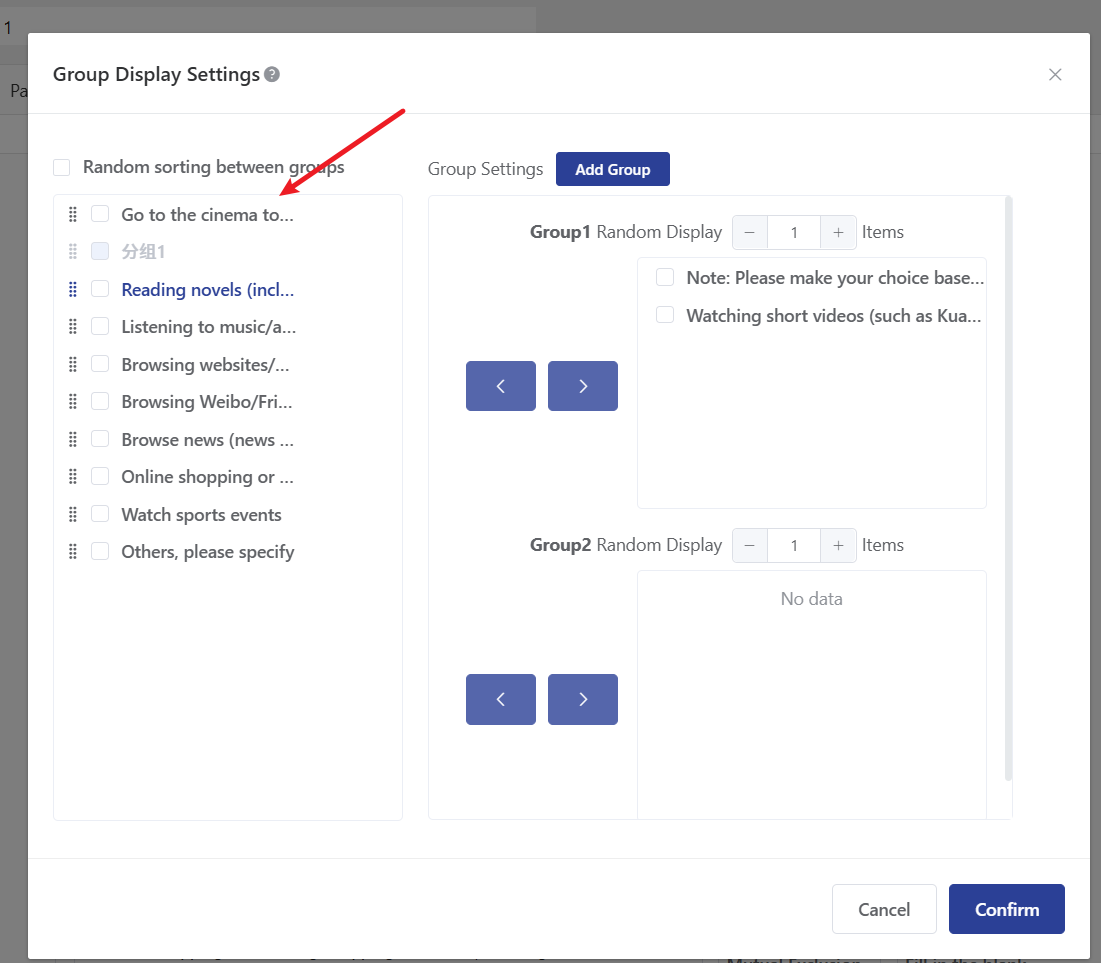 1
Group Display Settings ?
Pa
Random sorting between groups
Group Settings
Add Group
Go to the cinema to...
分组1
Reading novels (incl...
Listening to music/a...
Browsing websites/...
Browsing Weibo/Fri...
Browse news (news ...
Online shopping or ...
Watch sports events
Others, please specify
Group1 Random Display − 1 + Items
Note: Please make your choice base...
Watching short videos (such as Kua...
Group2 Random Display − 1 + Items
No data
Cancel
Confirm